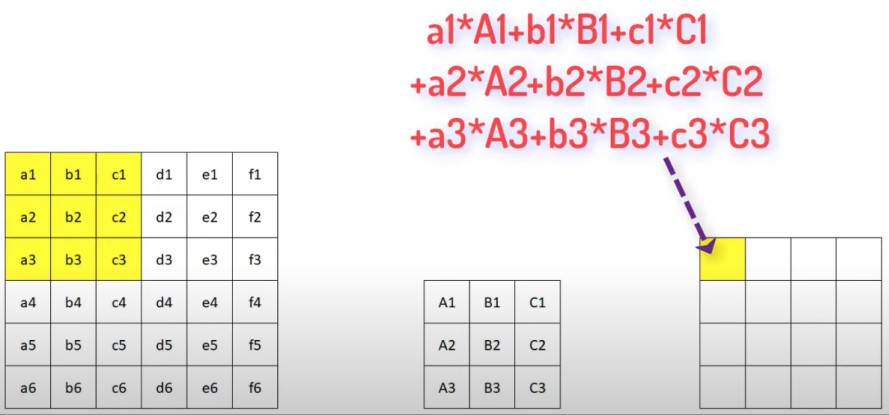 a1*A1+b1*B1+c1*C1
+a2*A2+b2*B2+c2*C2
+a3*A3+b3*B3+c3*C3
a1 b1 c1 d1 e1 f1
a2 b2 c2 d2 e2 f2
a3 b3 c3 d3 e3 f3
a4 b4 c4 d4 e4 f4
a5 b5 c5 d5 e5 f5
a6 b6 c6 d6 e6 f6
A1 B1 C1
A2 B2 C2
A3 B3 C3